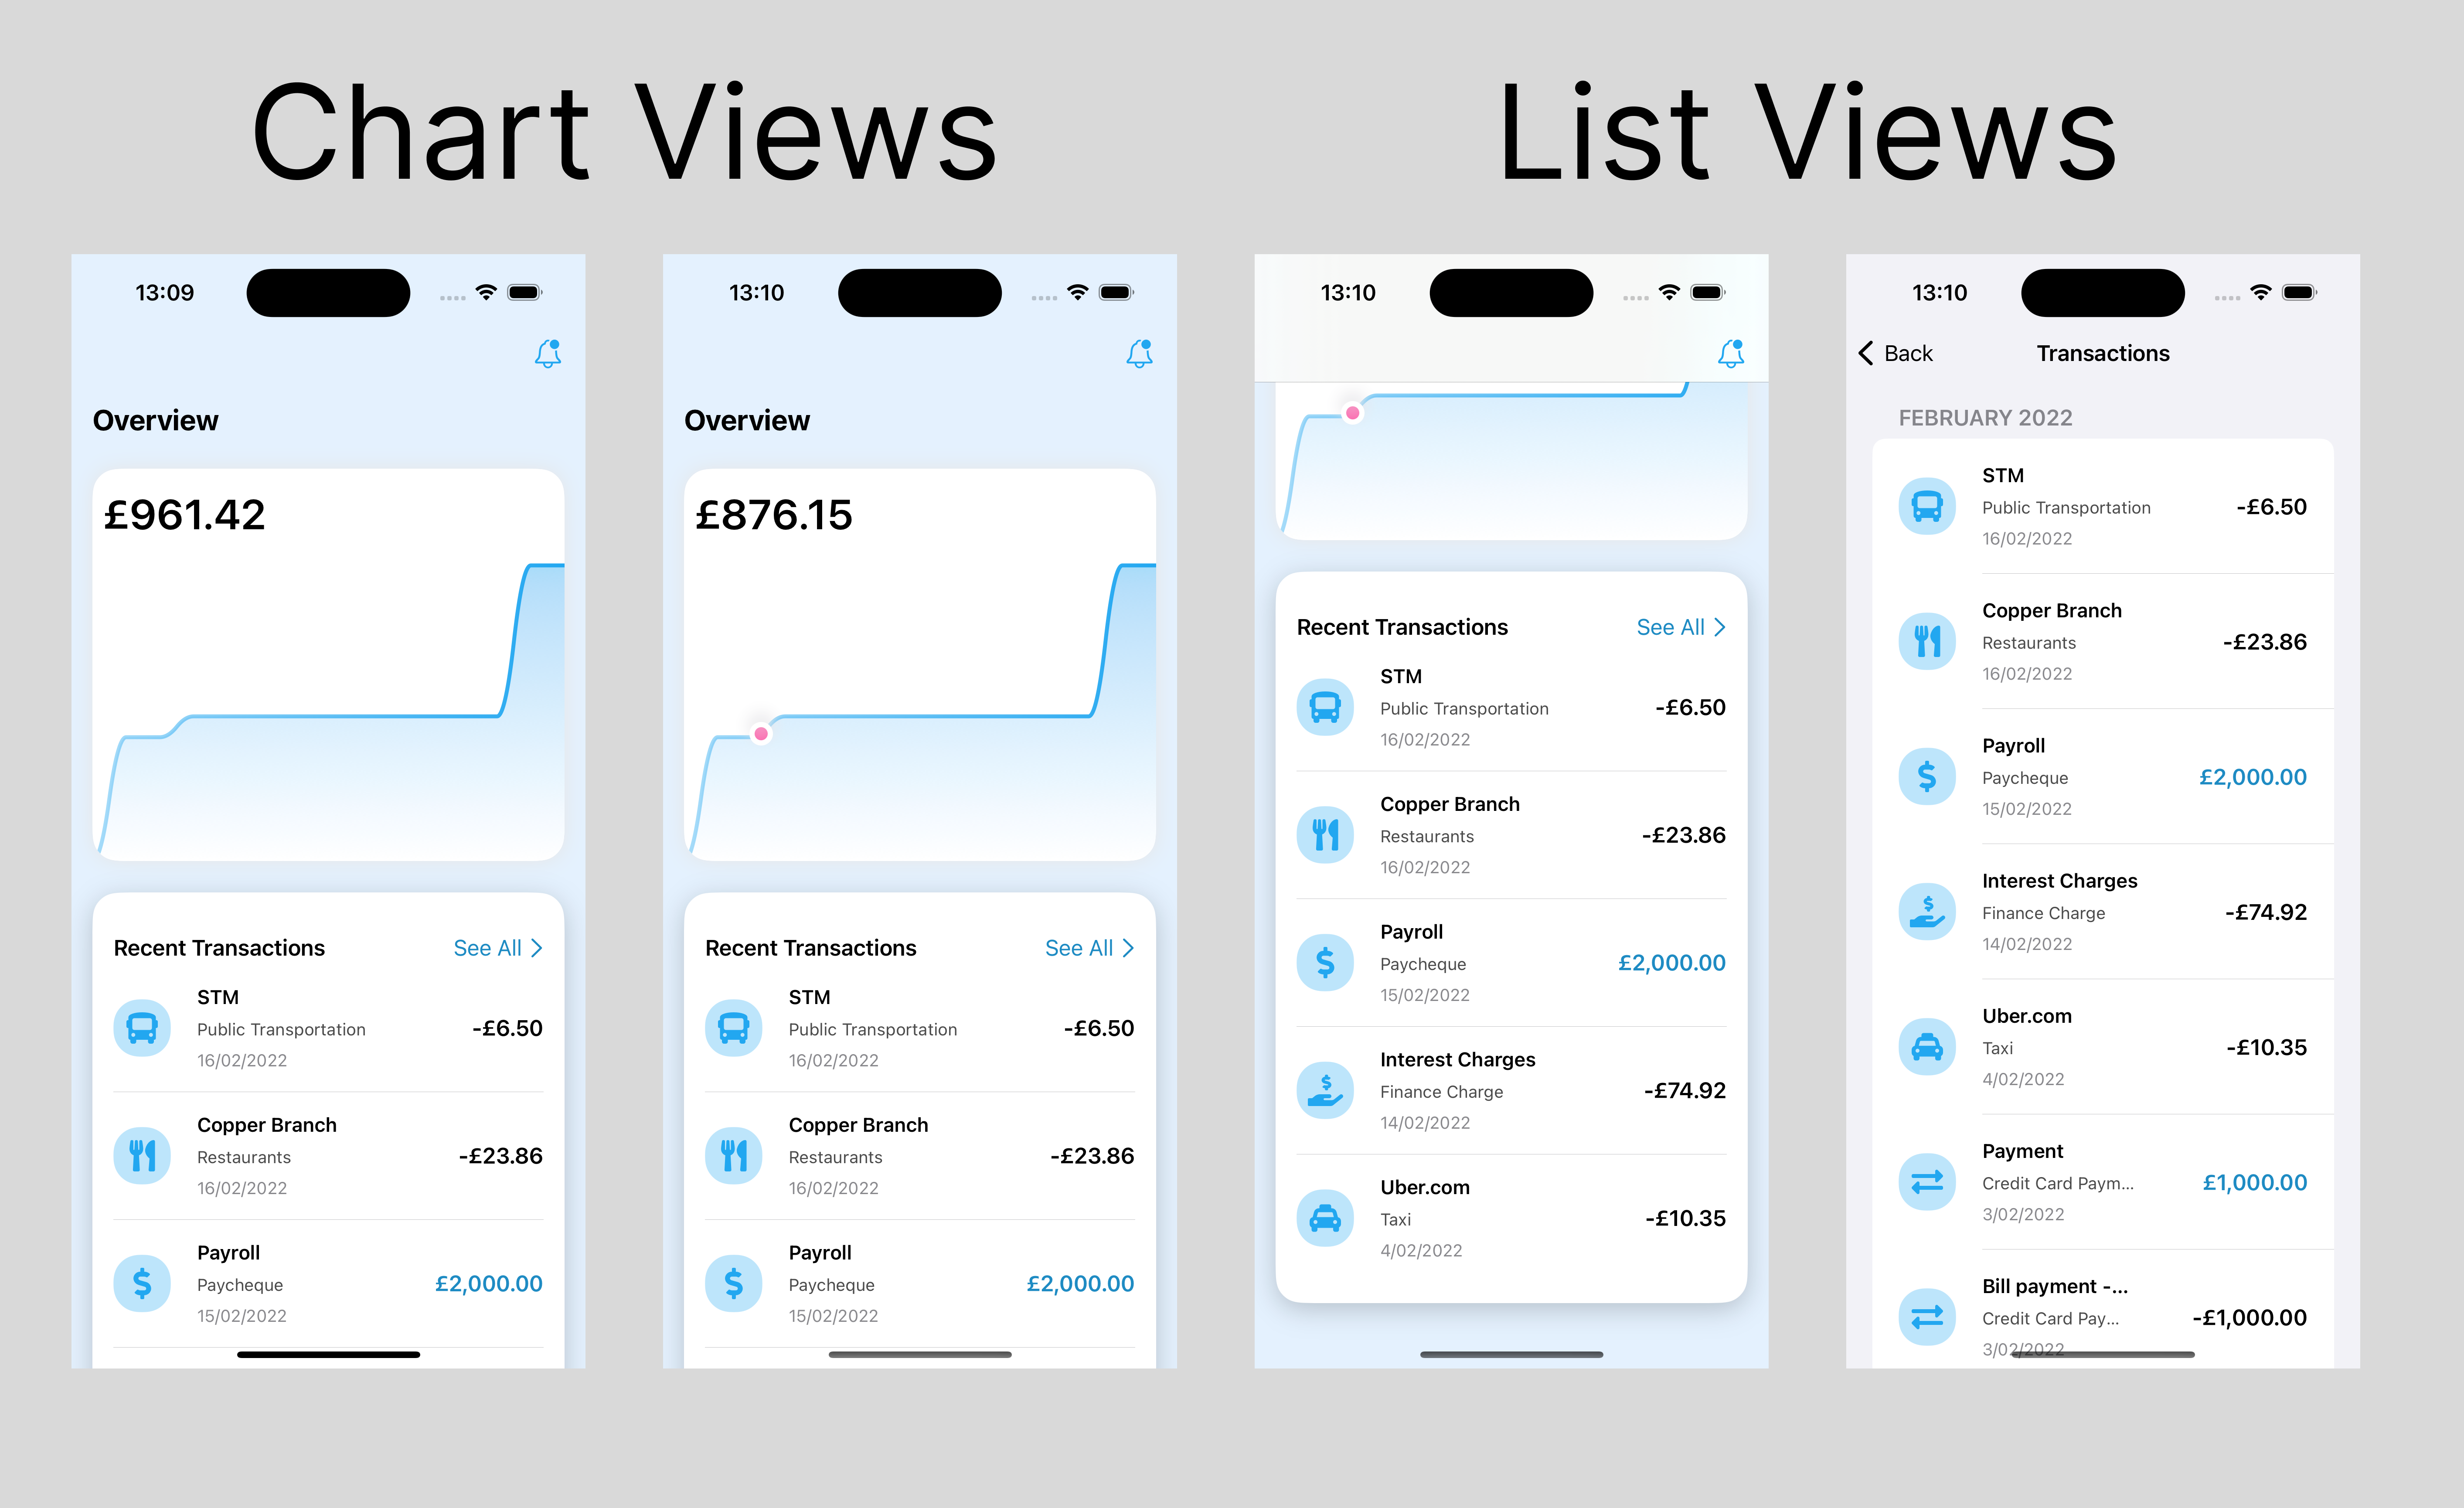 Chart Views
List Views
13:09
Overview
£961.42
Recent Transactions
See All
STM
Public Transportation
-£6.50
16/02/2022
Copper Branch
Restaurants
-£23.86
16/02/2022
Payroll
Paycheque
£2,000.00
15/02/2022
13:10
Overview
£876.15
Recent Transactions
See All
STM
Public Transportation
-£6.50
16/02/2022
Copper Branch
Restaurants
-£23.86
16/02/2022
Payroll
Paycheque
£2,000.00
15/02/2022
13:10
Recent Transactions
See All
STM
Public Transportation
-£6.50
16/02/2022
Copper Branch
Restaurants
-£23.86
16/02/2022
Payroll
Paycheque
£2,000.00
15/02/2022
Interest Charges
Finance Charge
-£74.92
14/02/2022
Uber.com
Taxi
-£10.35
4/02/2022
13:10
Back
Transactions
FEBRUARY 2022
STM
Public Transportation
-£6.50
16/02/2022
Copper Branch
Restaurants
-£23.86
16/02/2022
Payroll
Paycheque
£2,000.00
15/02/2022
Interest Charges
Finance Charge
-£74.92
14/02/2022
Uber.com
Taxi
-£10.35
4/02/2022
Payment
Credit Card Paym...
£1,000.00
3/02/2022
Bill payment -...
Credit Card Pay...
-£1,000.00
3/02/2022